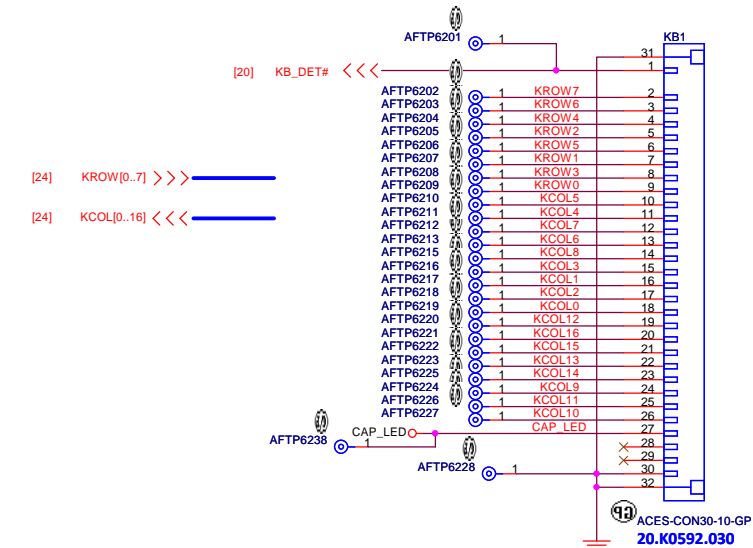 AFTP6201 1 KB1
31
[20] KB_DET# 1
AFTP6202 1 KROW7 2
AFTP6203 1 KROW6 3
AFTP6204 1 KROW4 4
AFTP6205 1 KROW2 5
AFTP6206 1 KROW5 6
AFTP6207 1 KROW1 7
AFTP6208 1 KROW3 8
AFTP6209 1 KROW0 9
AFTP6210 1 KCOL5 10
AFTP6211 1 KCOL4 11
AFTP6212 1 KCOL7 12
AFTP6213 1 KCOL6 13
AFTP6215 1 KCOL8 14
AFTP6216 1 KCOL3 15
AFTP6217 1 KCOL1 16
AFTP6218 1 KCOL2 17
AFTP6219 1 KCOL0 18
AFTP6220 1 KCOL12 19
AFTP6221 1 KCOL16 20
AFTP6222 1 KCOL15 21
AFTP6223 1 KCOL13 22
AFTP6225 1 KCOL14 23
AFTP6224 1 KCOL9 24
AFTP6226 1 KCOL11 25
AFTP6227 1 KCOL10 26
[24] KROW[0..7]
[24] KCOL[0..16]
CAP_LED CAP_LED 27
AFTP6238 1 28
29
AFTP6228 1 30
32
GP ACES-CON30-10-GP
20.K0592.030